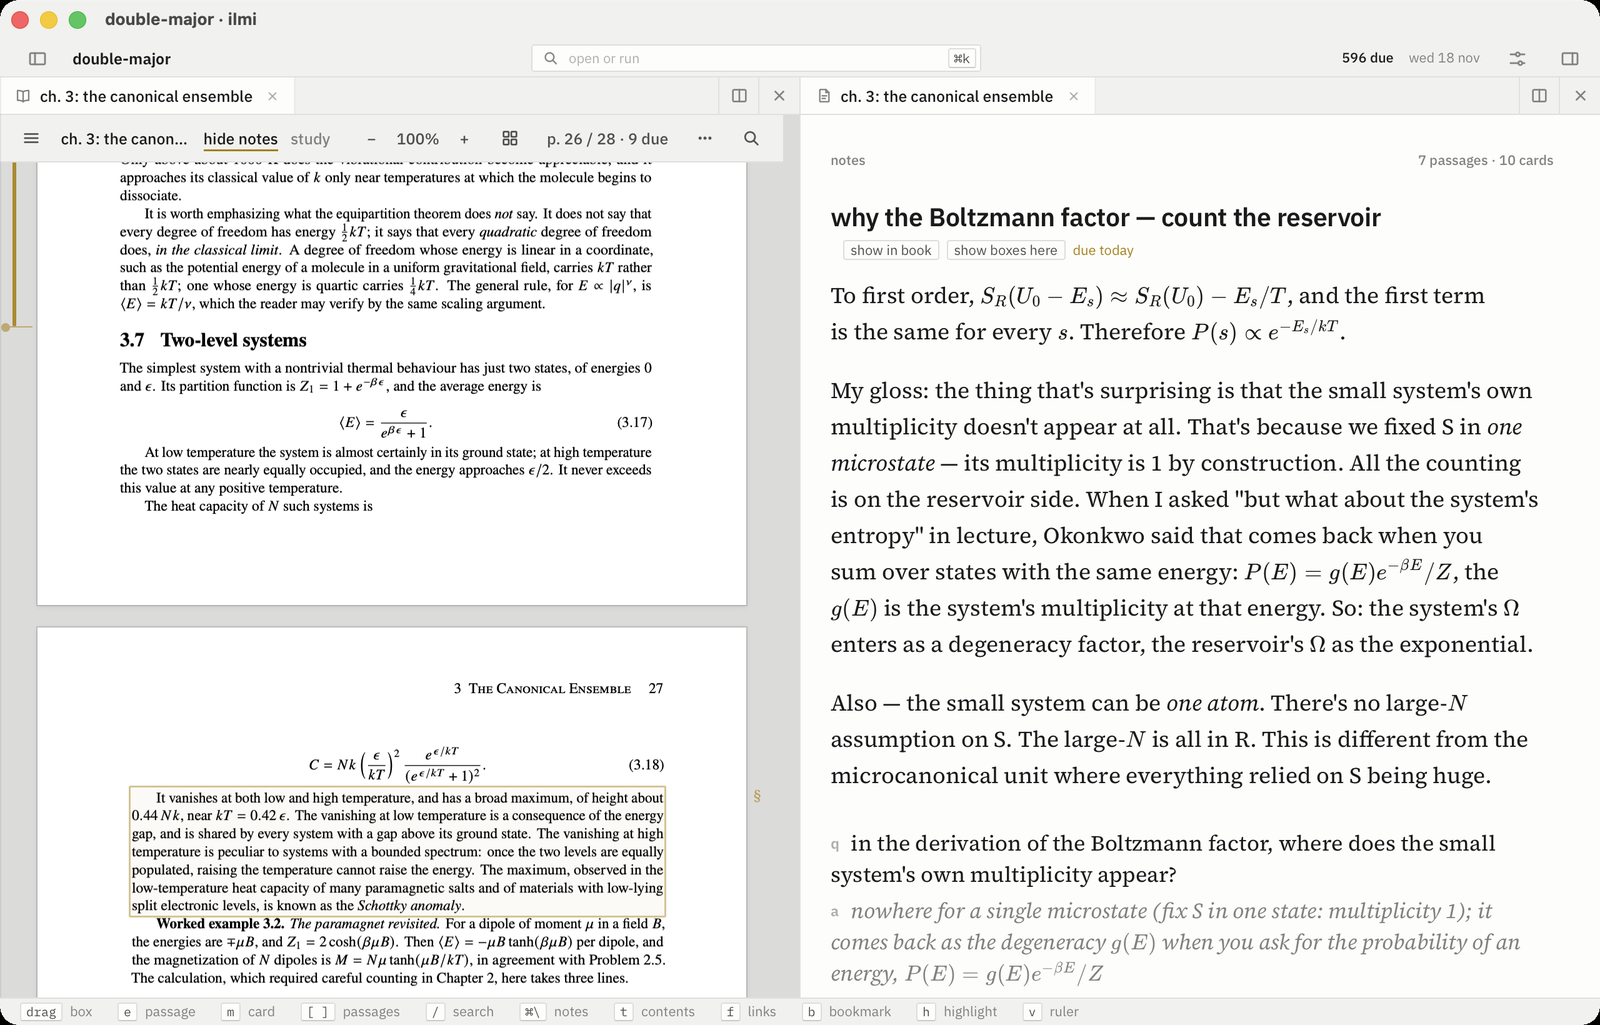 double-major · ilmi
double-major
open or run
⌘k
596 due
wed 18 nov
ch. 3: the canonical ensemble
ch. 3: the canon...
hide notes
study
− 100% +
p. 26 / 28 · 9 due
Only above about 1000 K does the vibrational contribution become appreciable, and it
approaches its classical value of k only near temperatures at which the molecule begins to
dissociate.
It is worth emphasizing what the equipartition theorem does not say. It does not say that
every degree of freedom has energy ½kT; it says that every quadratic degree of freedom
does, in the classical limit. A degree of freedom whose energy is linear in a coordinate,
such as the potential energy of a molecule in a uniform gravitational field, carries kT rather
than ½kT; one whose energy is quartic carries ¼kT. The general rule, for E ∝ |q|^ν, is
⟨E⟩ = kT/ν, which the reader may verify by the same scaling argument.
3.7 Two-level systems
The simplest system with a nontrivial thermal behaviour has just two states, of energies 0
and ϵ. Its partition function is Z₁ = 1 + e^{−βϵ}, and the average energy is
⟨E⟩ = ϵ / (e^{βϵ} + 1). (3.17)
At low temperature the system is almost certainly in its ground state; at high temperature
the two states are nearly equally occupied, and the energy approaches ϵ/2. It never exceeds
this value at any positive temperature.
The heat capacity of N such systems is
3 The Canonical Ensemble 27
C = Nk (ϵ/kT)² e^{ϵ/kT} / (e^{ϵ/kT} + 1)². (3.18)
§
It vanishes at both low and high temperature, and has a broad maximum, of height about
0.44 Nk, near kT = 0.42 ϵ. The vanishing at low temperature is a consequence of the energy
gap, and is shared by every system with a gap above its ground state. The vanishing at high
temperature is peculiar to systems with a bounded spectrum: once the two levels are equally
populated, raising the temperature cannot raise the energy. The maximum, observed in the
low-temperature heat capacity of many paramagnetic salts and of materials with low-lying
split electronic levels, is known as the Schottky anomaly.
Worked example 3.2. The paramagnet revisited. For a dipole of moment μ in a field B,
the energies are ∓μB, and Z₁ = 2 cosh(βμB). Then ⟨E⟩ = −μB tanh(βμB) per dipole, and
the magnetization of N dipoles is M = Nμ tanh(μB/kT), in agreement with Problem 2.5.
The calculation, which required careful counting in Chapter 2, here takes three lines.
ch. 3: the canonical ensemble
notes
7 passages · 10 cards
why the Boltzmann factor — count the reservoir
show in book
show boxes here
due today
To first order, S_R(U₀ − E_s) ≈ S_R(U₀) − E_s/T, and the first term
is the same for every s. Therefore P(s) ∝ e^{−E_s/kT}.
My gloss: the thing that's surprising is that the small system's own
multiplicity doesn't appear at all. That's because we fixed S in one
microstate — its multiplicity is 1 by construction. All the counting
is on the reservoir side. When I asked "but what about the system's
entropy" in lecture, Okonkwo said that comes back when you
sum over states with the same energy: P(E) = g(E)e^{−βE}/Z, the
g(E) is the system's multiplicity at that energy. So: the system's Ω
enters as a degeneracy factor, the reservoir's Ω as the exponential.
Also — the small system can be one atom. There's no large-N
assumption on S. The large-N is all in R. This is different from the
microcanonical unit where everything relied on S being huge.
q in the derivation of the Boltzmann factor, where does the small
system's own multiplicity appear?
a nowhere for a single microstate (fix S in one state: multiplicity 1); it
comes back as the degeneracy g(E) when you ask for the probability of an
energy, P(E) = g(E)e^{−βE}/Z
drag box
e passage
m card
[ ] passages
/ search
⌘\ notes
t contents
f links
b bookmark
h highlight
v ruler